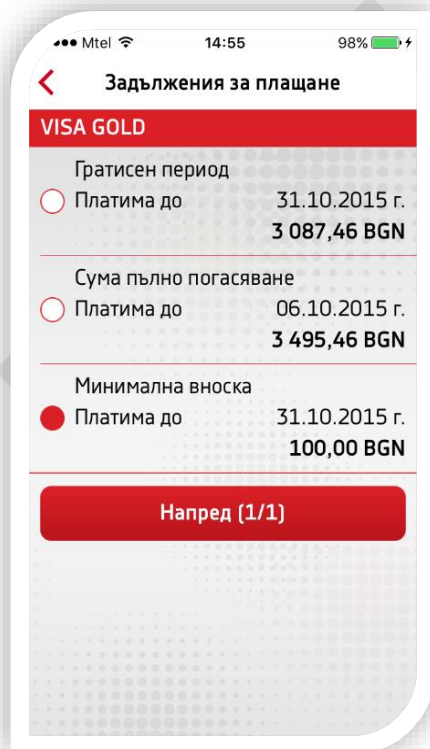 Mtel 14:55 98%
Задължения за плащане
VISA GOLD
Гратисен период
Платима до 31.10.2015 г.
3 087,46 BGN
Сума пълно погасяване
Платима до 06.10.2015 г.
3 495,46 BGN
Минимална вноска
Платима до 31.10.2015 г.
100,00 BGN
Напред (1/1)